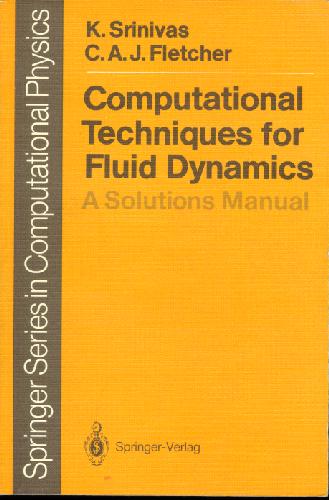 K. Srinivas
C. A. J. Fletcher
Computational
Techniques for
Fluid Dynamics
A Solutions Manual
Springer Series in Computational Physics
Springer-Verlag